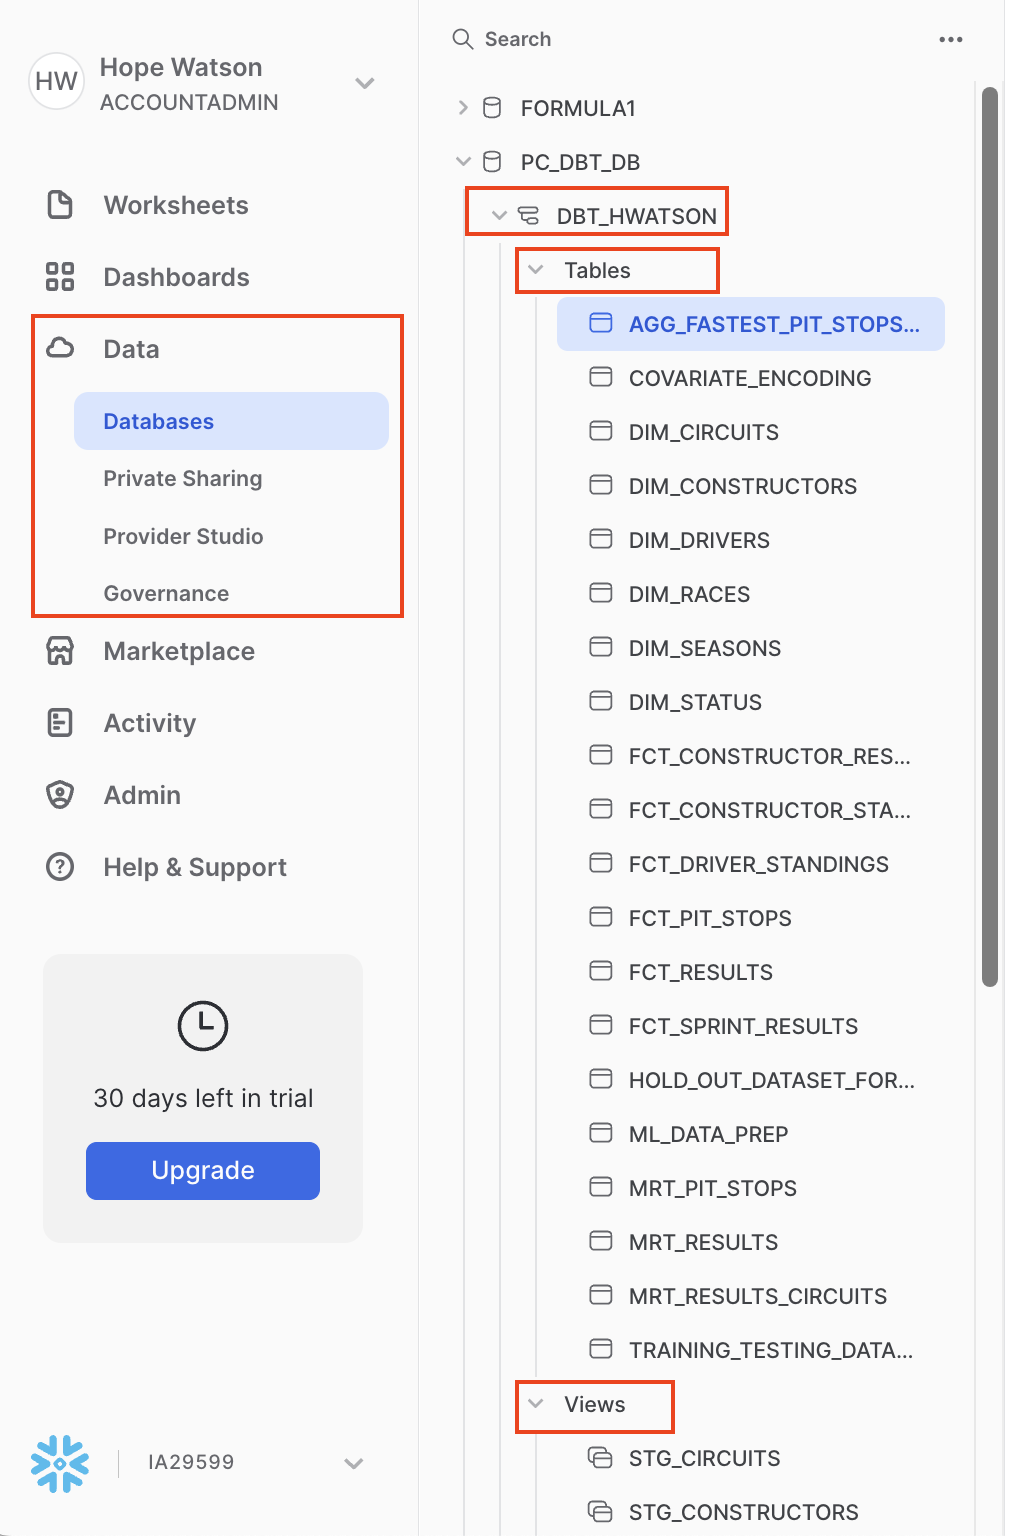 HW
Hope Watson
ACCOUNTADMIN
Worksheets
Dashboards
Data
Databases
Private Sharing
Provider Studio
Governance
Marketplace
Activity
Admin
Help & Support
30 days left in trial
Upgrade
IA29599
Search
FORMULA1
PC_DBT_DB
DBT_HWATSON
Tables
AGG_FASTEST_PIT_STOPS...
COVARIATE_ENCODING
DIM_CIRCUITS
DIM_CONSTRUCTORS
DIM_DRIVERS
DIM_RACES
DIM_SEASONS
DIM_STATUS
FCT_CONSTRUCTOR_RES...
FCT_CONSTRUCTOR_STA...
FCT_DRIVER_STANDINGS
FCT_PIT_STOPS
FCT_RESULTS
FCT_SPRINT_RESULTS
HOLD_OUT_DATASET_FOR...
ML_DATA_PREP
MRT_PIT_STOPS
MRT_RESULTS
MRT_RESULTS_CIRCUITS
TRAINING_TESTING_DATA...
Views
STG_CIRCUITS
STG_CONSTRUCTORS